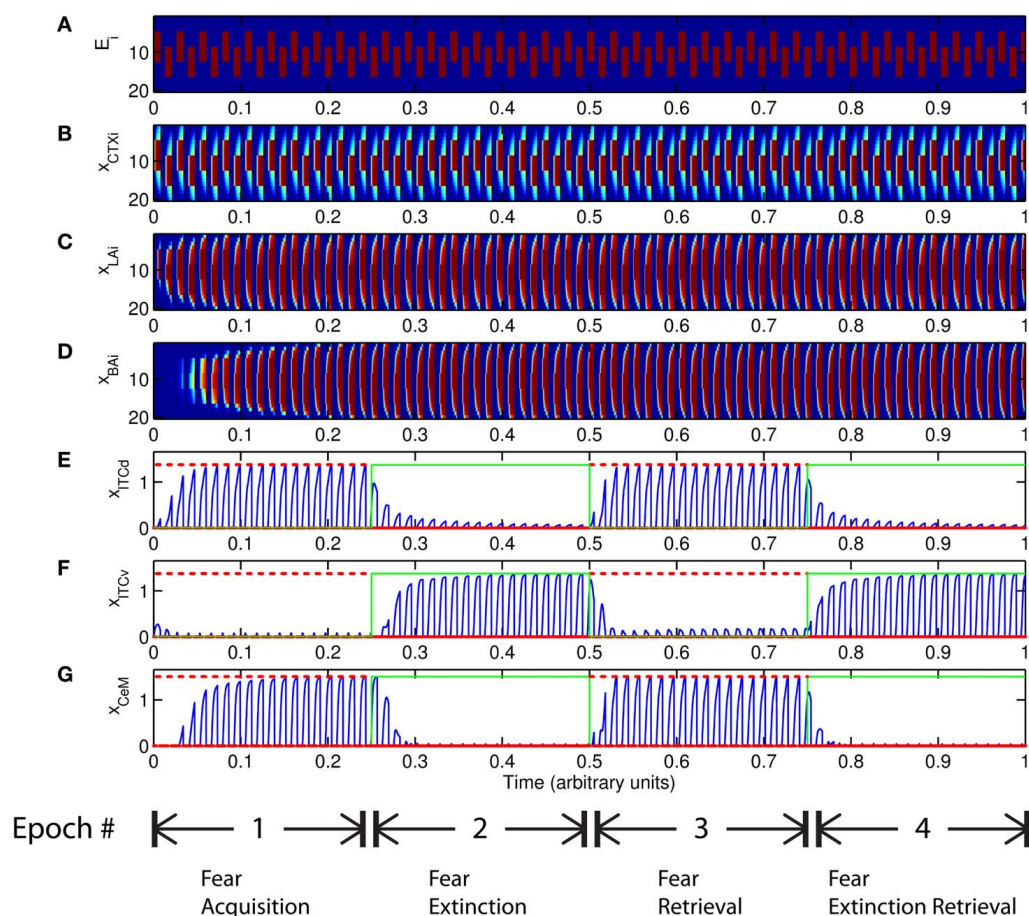 A
E_i
10
20
0 0.1 0.2 0.3 0.4 0.5 0.6 0.7 0.8 0.9 1
B
x_CTXi
10
20
0 0.1 0.2 0.3 0.4 0.5 0.6 0.7 0.8 0.9 1
C
x_LAi
10
20
0 0.1 0.2 0.3 0.4 0.5 0.6 0.7 0.8 0.9 1
D
x_BAi
10
20
0 0.1 0.2 0.3 0.4 0.5 0.6 0.7 0.8 0.9 1
E
x_ITCd
1
0
0 0.1 0.2 0.3 0.4 0.5 0.6 0.7 0.8 0.9 1
F
x_ITCv
1
0
0 0.1 0.2 0.3 0.4 0.5 0.6 0.7 0.8 0.9 1
G
x_CeM
1
0
0 0.1 0.2 0.3 0.4 0.5 0.6 0.7 0.8 0.9 1
Time (arbitrary units)
Epoch # 1 2 3 4
Fear Fear Fear Fear
Acquisition Extinction Retrieval Extinction Retrieval